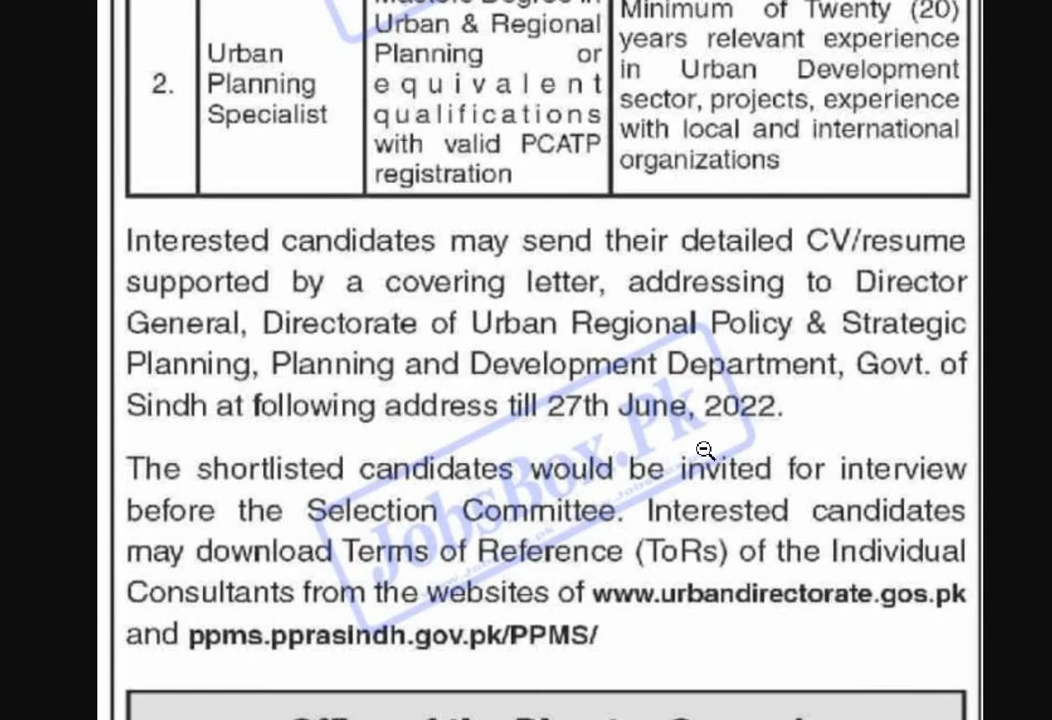 2.
Urban
Planning
Specialist
Urban & Regional
Planning or
equivalent
qualifications
with valid PCATP
registration
Minimum of Twenty (20)
years relevant experience
in Urban Development
sector, projects, experience
with local and international
organizations
Interested candidates may send their detailed CV/resume
supported by a covering letter, addressing to Director
General, Directorate of Urban Regional Policy & Strategic
Planning, Planning and Development Department, Govt. of
Sindh at following address till 27th June, 2022.
The shortlisted candidates would be invited for interview
before the Selection Committee. Interested candidates
may download Terms of Reference (ToRs) of the Individual
Consultants from the websites of www.urbandirectorate.gos.pk
and ppms.pprasindh.gov.pk/PPMS/
JobsBox.Pk